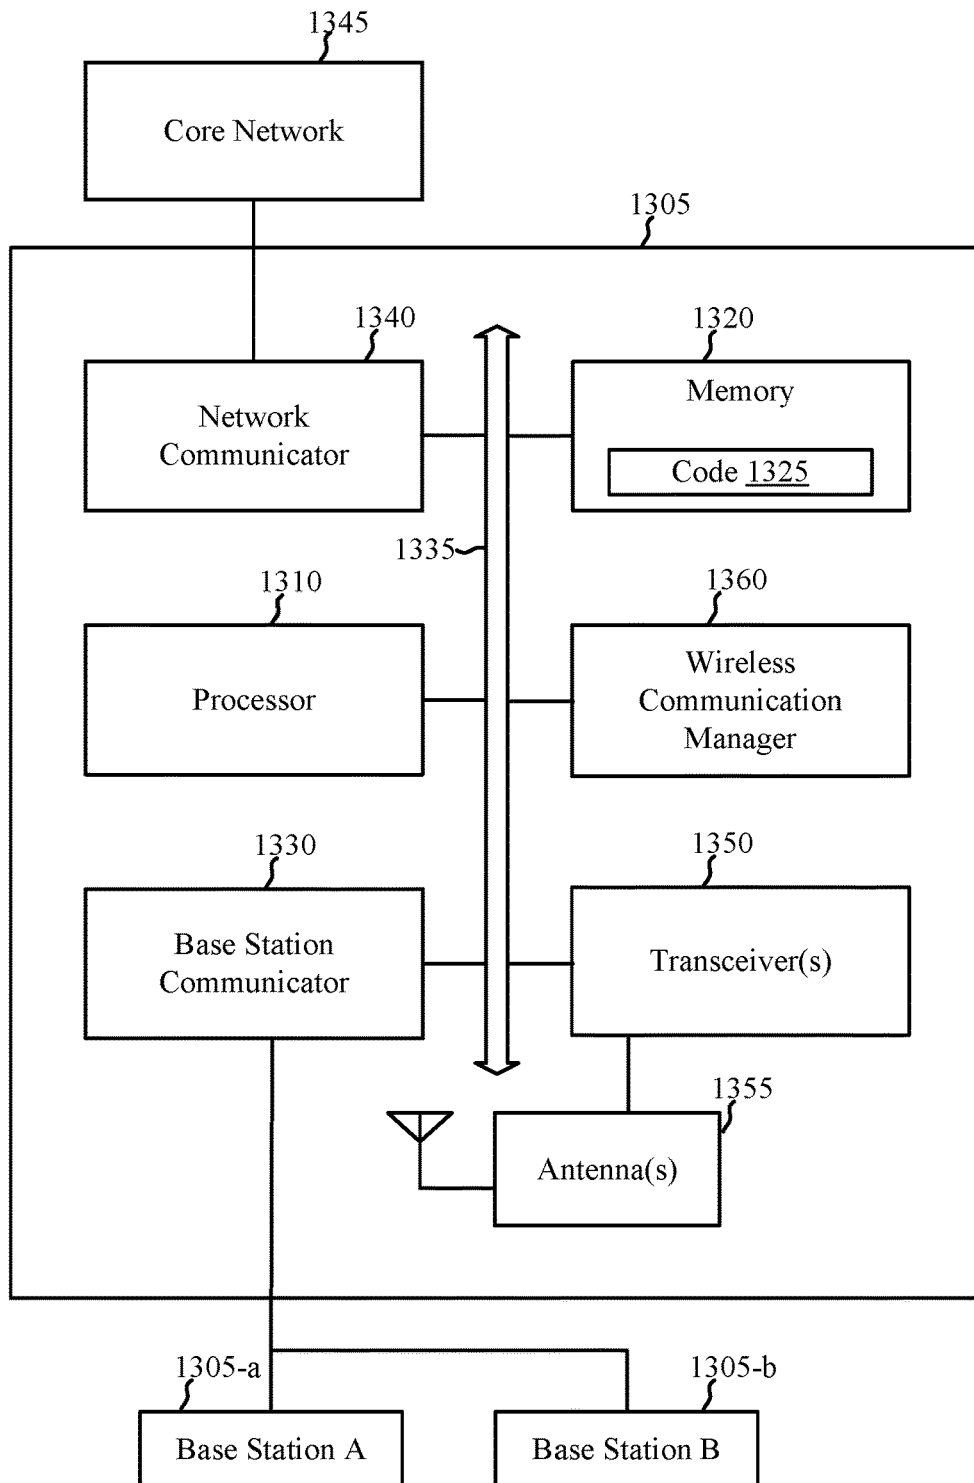 1345
Core Network
1305
1340
1320
Network
Communicator
Memory
Code 1325
1335
1310
1360
Processor
Wireless
Communication
Manager
1330
1350
Base Station
Communicator
Transceiver(s)
1355
Antenna(s)
1305-a
1305-b
Base Station A
Base Station B